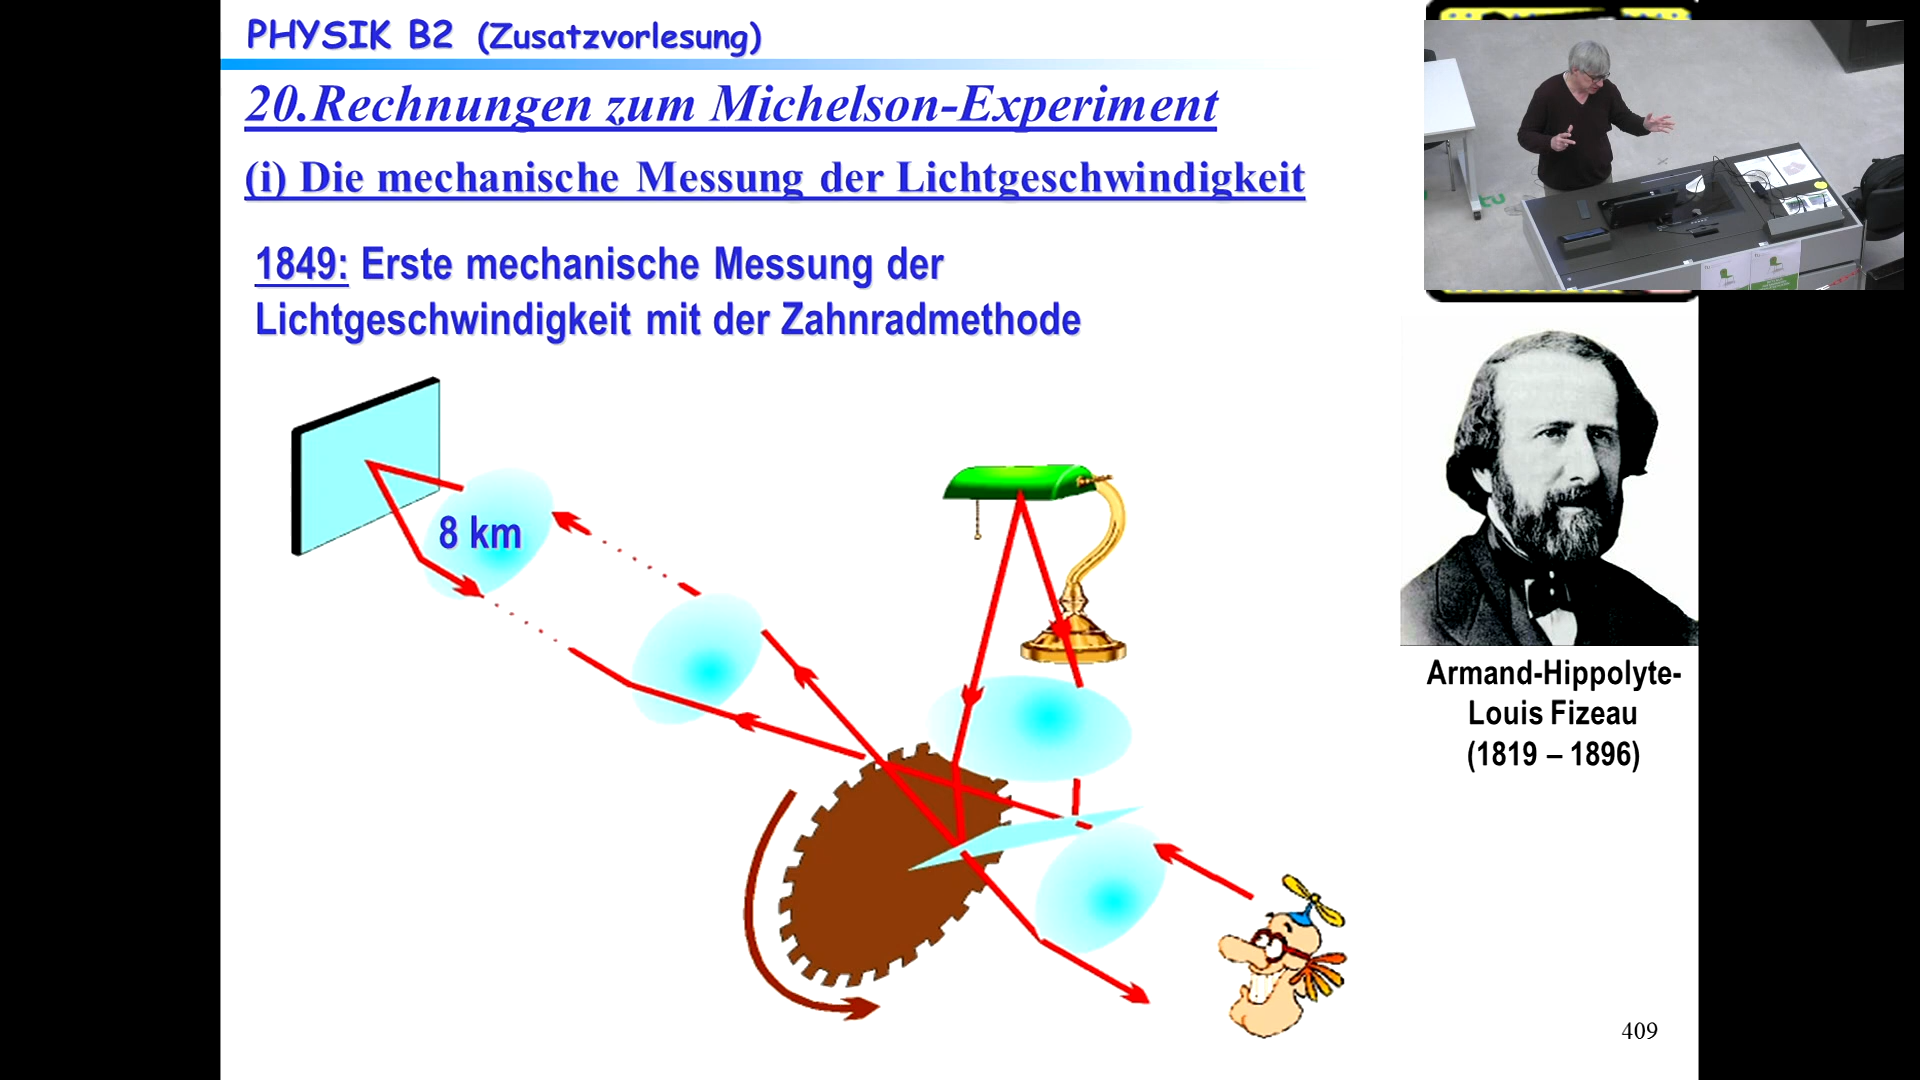 PHYSIK B2 (Zusatzvorlesung)
20.Rechnungen zum Michelson-Experiment
(i) Die mechanische Messung der Lichtgeschwindigkeit
1849: Erste mechanische Messung der
Lichtgeschwindigkeit mit der Zahnradmethode
8 km
Armand-Hippolyte-
Louis Fizeau
(1819 – 1896)
409